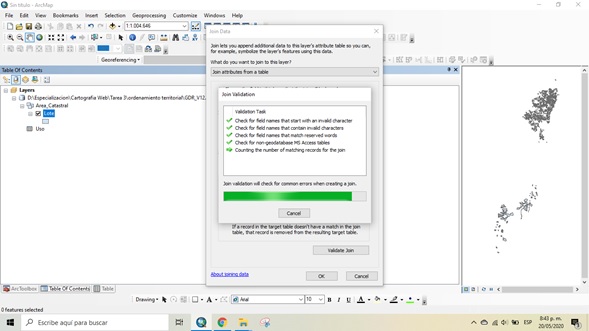 Sin título - ArcMap
File Edit View Bookmarks Insert Selection Geoprocessing Customize Windows Help
1:1.004.646
Georeferencing
Table Of Contents
Layers
D:\Especializacion\Cartografia Web\Tarea 3\ordenamiento territorial\GDR_V12.
Area_Catastral
Lote
Uso
Join Data
Join lets you append additional data to this layer's attribute table so you can,
for example, symbolize the layer's features using this data.
What do you want to join to this layer?
Join attributes from a table
Join Validation
Validation Task
Check for field names that start with an invalid character
Check for field names that contain invalid characters
Check for field names that match reserved words
Check for non-geodatabase MS Access tables
Counting the number of matching records for the join
Join validation will check for common errors when creating a join.
Cancel
If a record in the target table doesn't have a match in the join
table, that record is removed from the resulting target table.
Validate Join
About joining data
OK
Cancel
ArcToolbox
Table Of Contents
Table
Drawing
Arial
10
B I U A
0 features selected
Escribe aquí para buscar
ESP
8:43 p. m.
20/05/2020